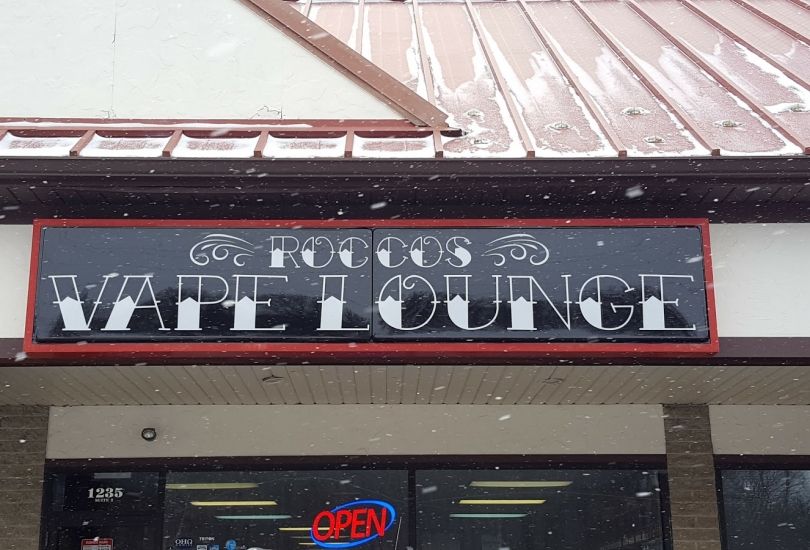 ROCCOS
VAPE LOUNGE
1235
OPEN